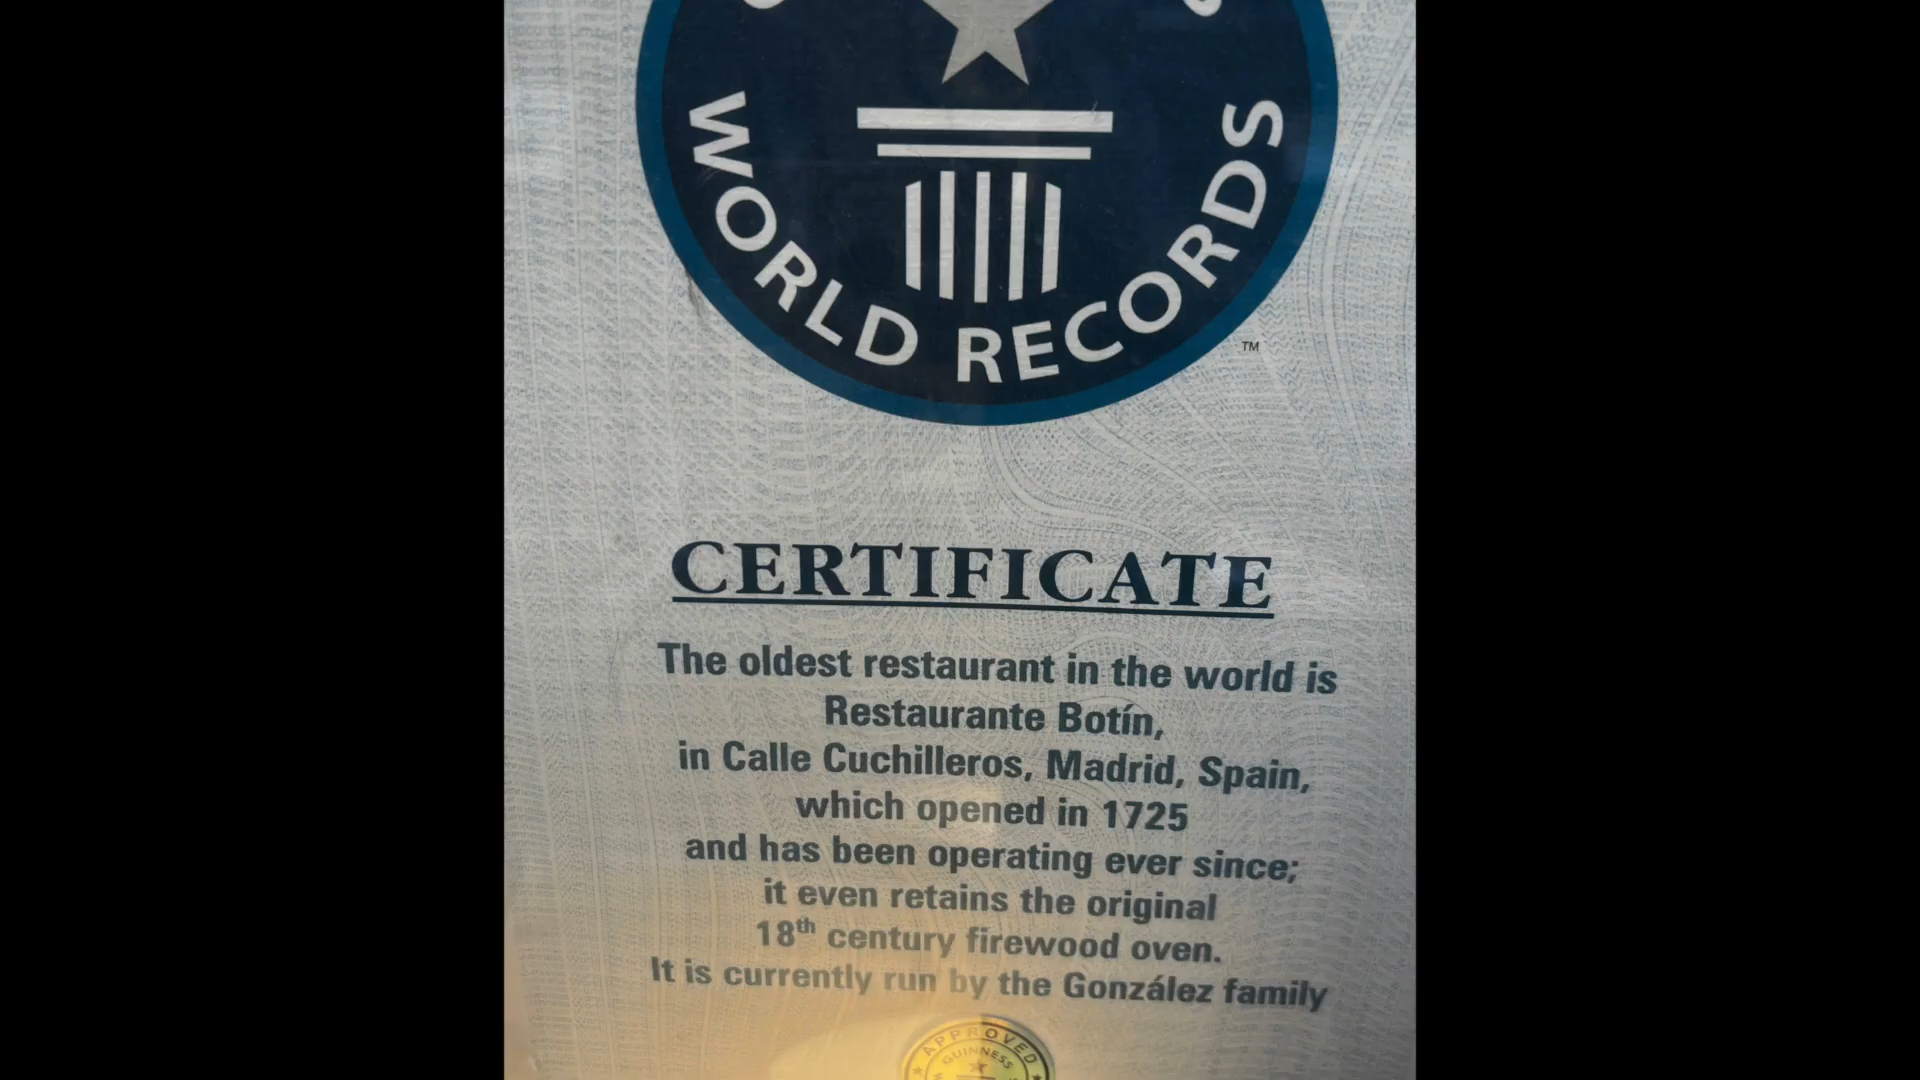 WORLD RECORDS
TM
CERTIFICATE
The oldest restaurant in the world is
Restaurante Botín,
in Calle Cuchilleros, Madrid, Spain,
which opened in 1725
and has been operating ever since;
it even retains the original
18th century firewood oven.
It is currently run by the González family
APPROVED
GUINNESS